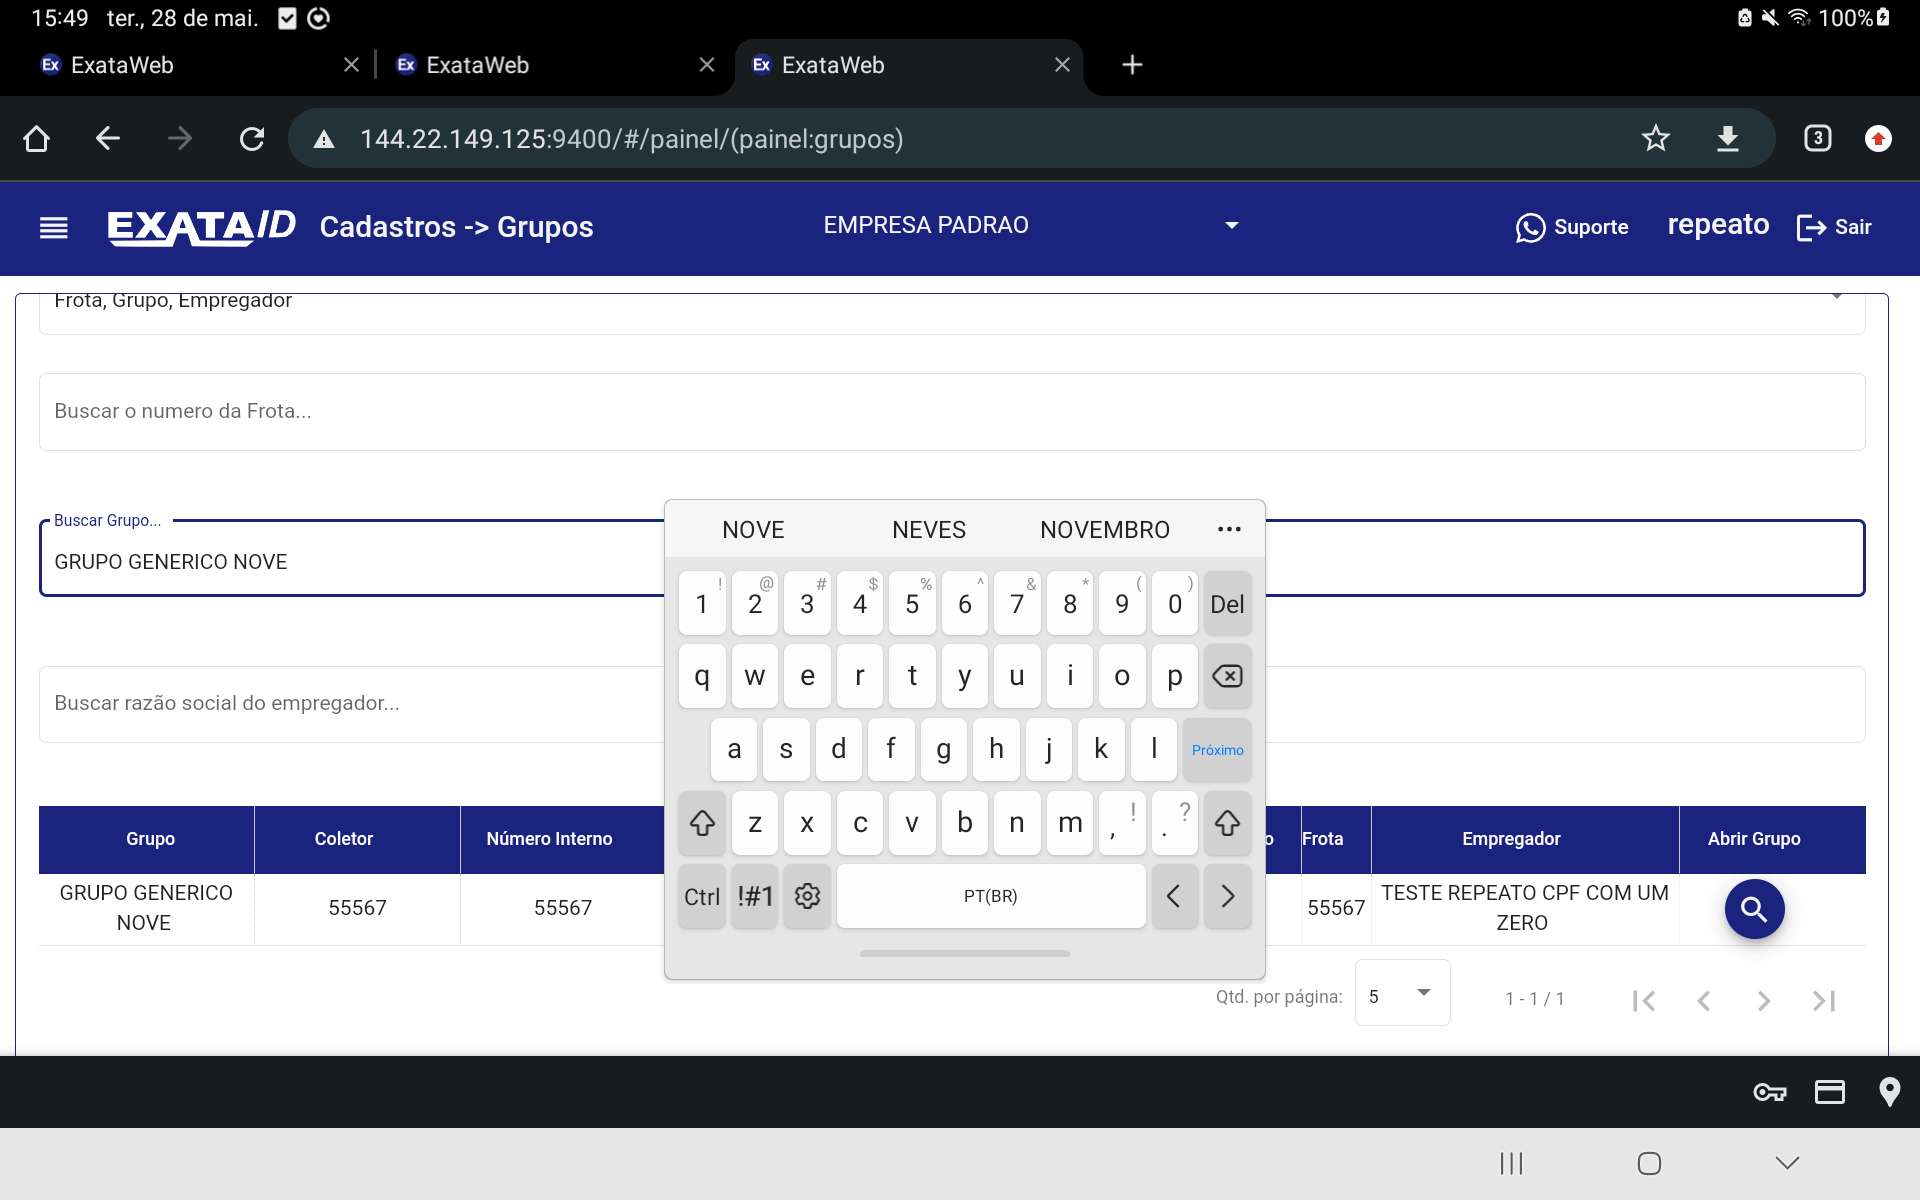 15:49 ter., 28 de mai. 100%
Ex ExataWeb Ex ExataWeb Ex ExataWeb
144.22.149.125:9400/#/painel/(painel:grupos) 3
EXATA/D Cadastros -> Grupos EMPRESA PADRAO Suporte repeato Sair
Frota, Grupo, Empregador
Buscar o numero da Frota...
Buscar Grupo...
GRUPO GENERICO NOVE
NOVE NEVES NOVEMBRO ...
! @ # $ % ^ & * ( )
1 2 3 4 5 6 7 8 9 0 Del
q w e r t y u i o p
Buscar razão social do empregador...
a s d f g h j k l Próximo
z x c v b n m , ! . ?
Ctrl !#1 PT(BR)
Grupo Coletor Número Interno o Frota Empregador Abrir Grupo
GRUPO GENERICO
NOVE
55567 55567 55567
TESTE REPEATO CPF COM UM
ZERO
Qtd. por página: 5 1 - 1 / 1